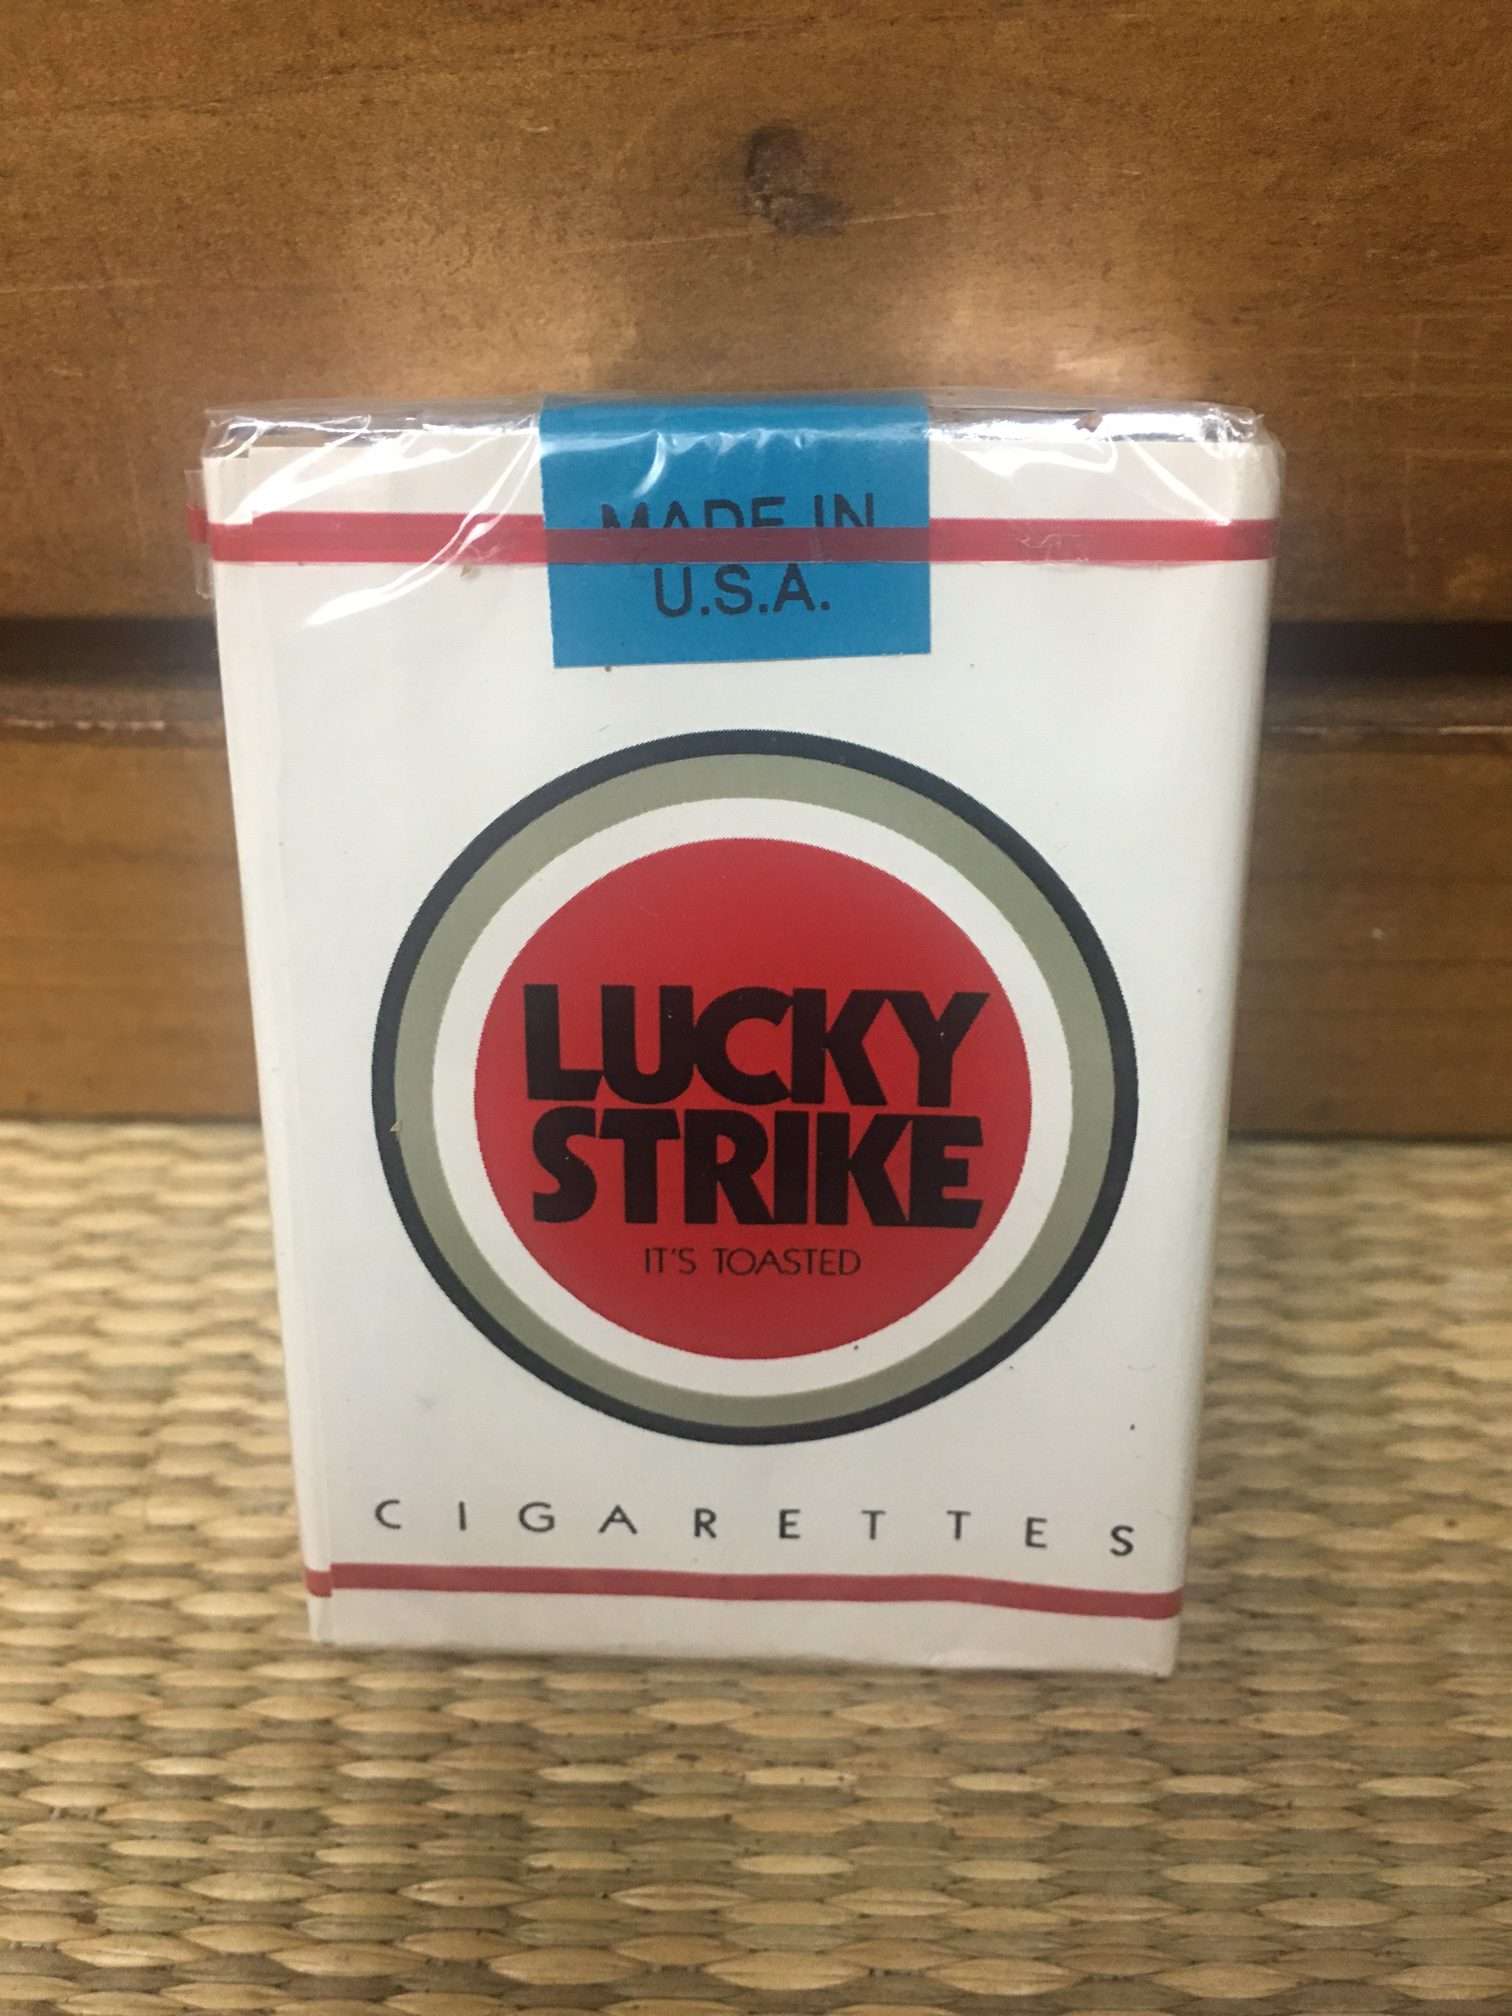 MADE IN
U.S.A.
LUCKY
STRIKE
IT'S TOASTED
CIGARETTES